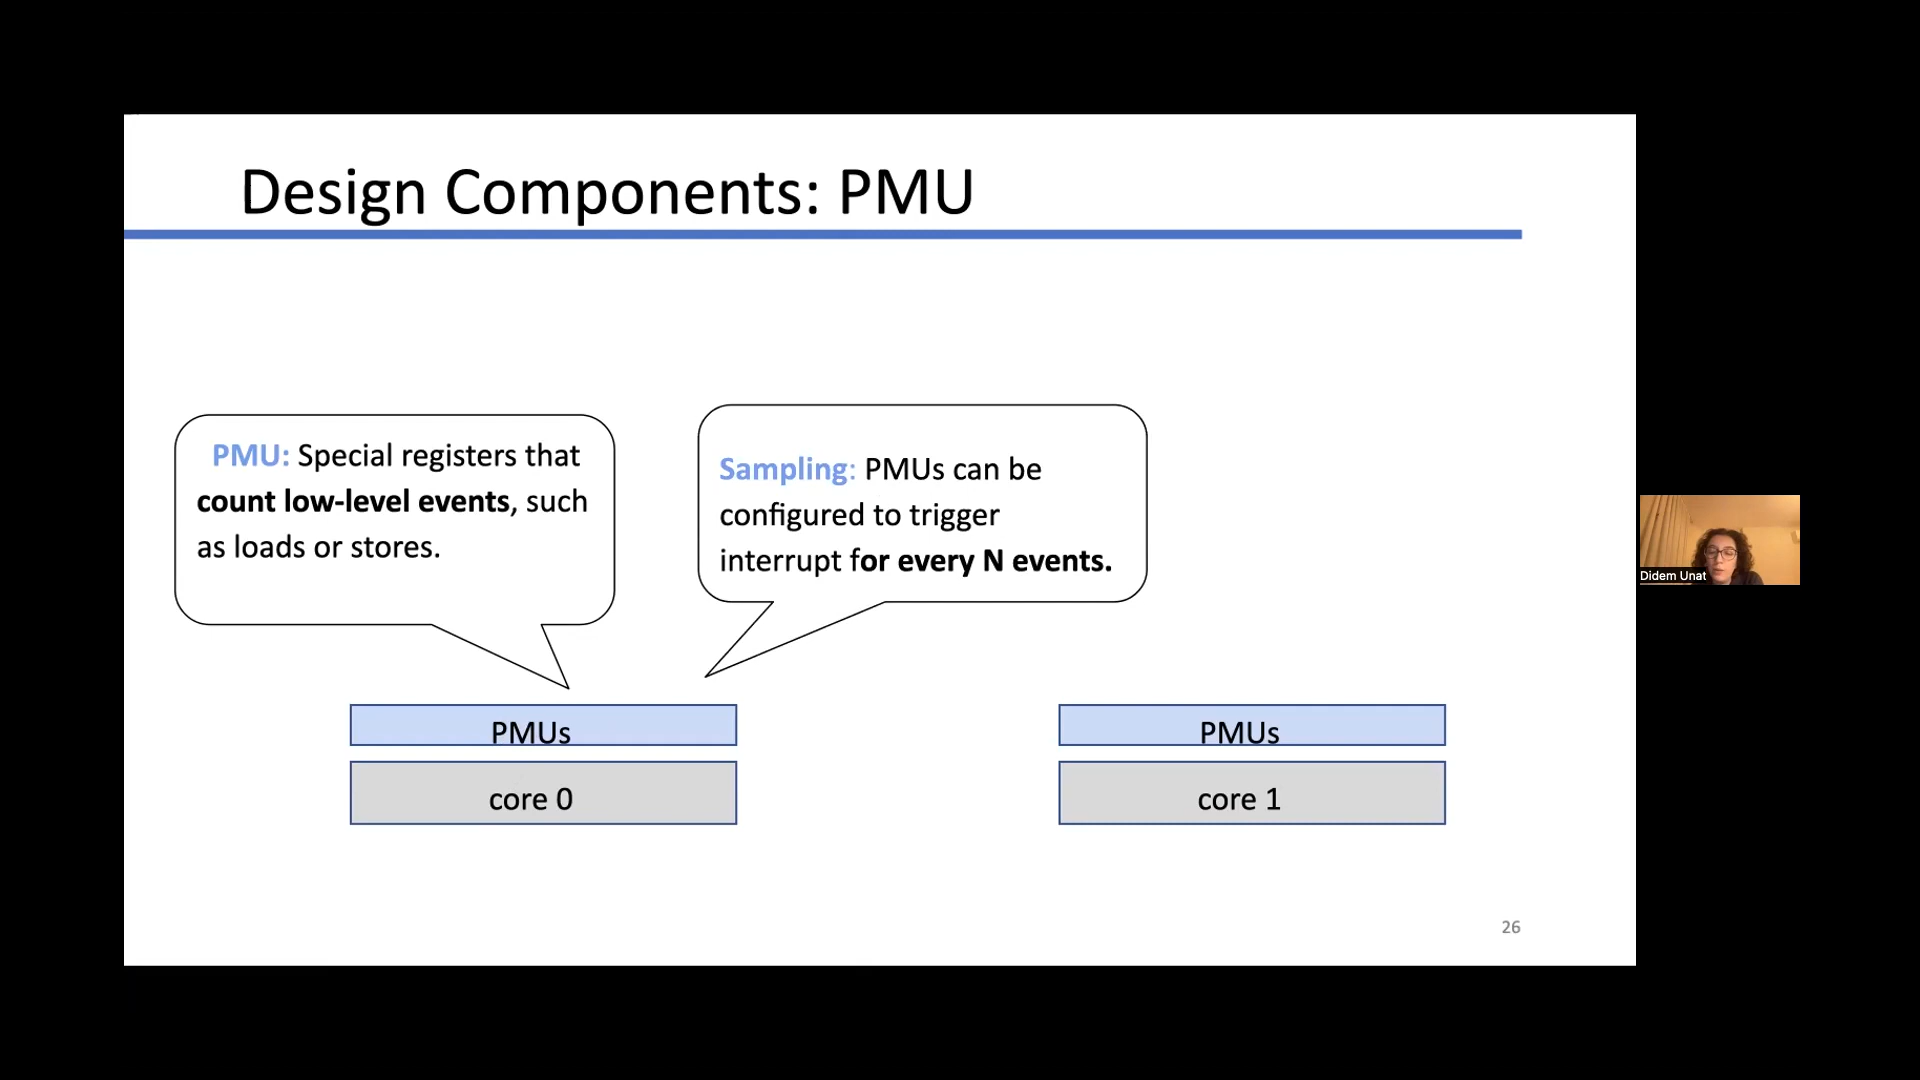 Design Components: PMU
PMU: Special registers that
count low-level events, such
as loads or stores.
Sampling: PMUs can be
configured to trigger
interrupt for every N events.
PMUs
core 0
PMUs
core 1
26
Didem Unat